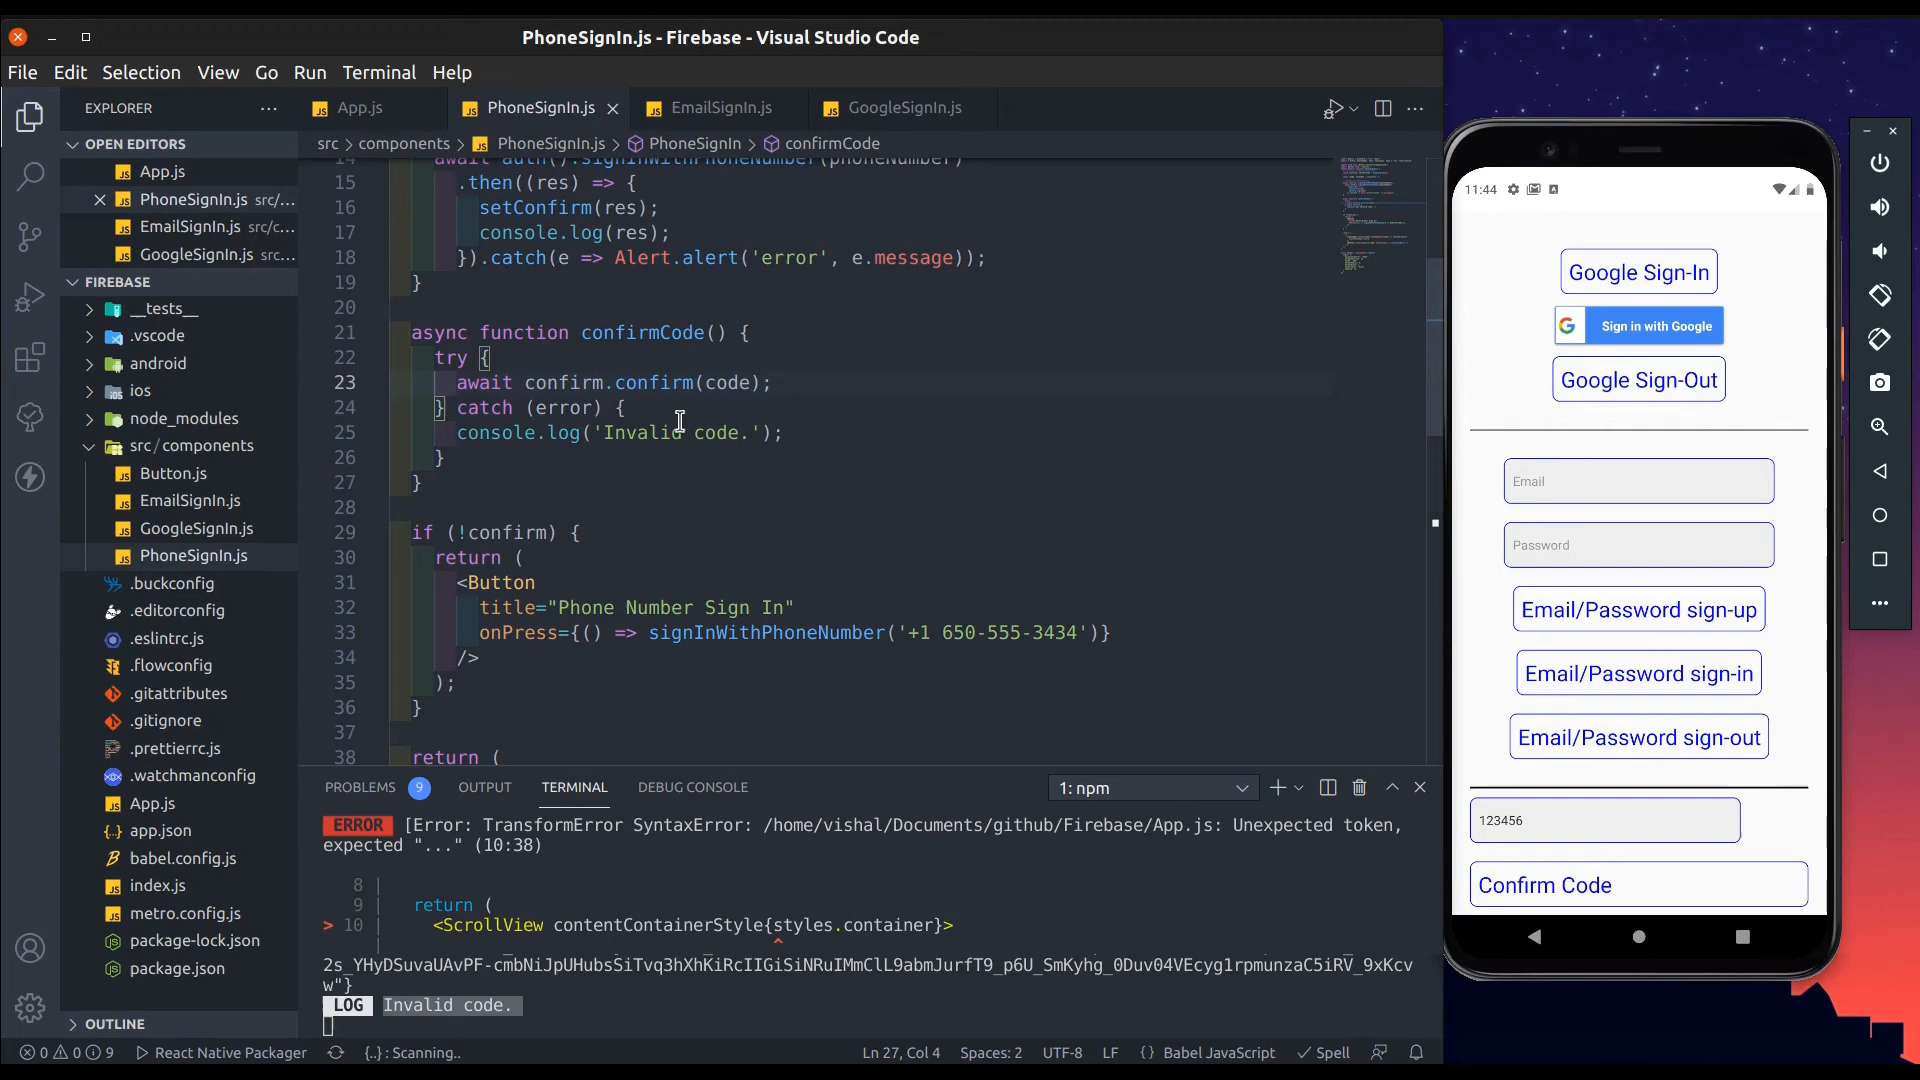 PhoneSignIn.js - Firebase - Visual Studio Code
File Edit Selection View Go Run Terminal Help
EXPLORER
OPEN EDITORS
App.js
PhoneSignIn.js src/...
EmailSignIn.js src/c...
GoogleSignIn.js src...
FIREBASE
__tests__
.vscode
android
ios
node_modules
src/components
Button.js
EmailSignIn.js
GoogleSignIn.js
PhoneSignIn.js
.buckconfig
.editorconfig
.eslintrc.js
.flowconfig
.gitattributes
.gitignore
.prettierrc.js
.watchmanconfig
App.js
app.json
babel.config.js
index.js
metro.config.js
package-lock.json
package.json
OUTLINE
App.js PhoneSignIn.js EmailSignIn.js GoogleSignIn.js
src > components > PhoneSignIn.js > PhoneSignIn > confirmCode
14 await auth().signInWithPhoneNumber(phoneNumber)
15 .then((res) => {
16 setConfirm(res);
17 console.log(res);
18 }).catch(e => Alert.alert('error', e.message));
19 }
20
21 async function confirmCode() {
22 try {
23 await confirm.confirm(code);
24 } catch (error) {
25 console.log('Invalid code.');
26 }
27 }
28
29 if (!confirm) {
30 return (
31 <Button
32 title="Phone Number Sign In"
33 onPress={() => signInWithPhoneNumber('+1 650-555-3434')}
34 />
35 );
36 }
37
38 return (
PROBLEMS 9 OUTPUT TERMINAL DEBUG CONSOLE 1: npm
ERROR [Error: TransformError SyntaxError: /home/vishal/Documents/github/Firebase/App.js: Unexpected token,
expected "..." (10:38)
8 |
9 | return (
> 10 | <ScrollView contentContainerStyle{styles.container}>
| ^
2s_YHyDSuvaUAvPF-cmbNiJpUHubsSiTvq3hXhKiRcIIGiSiNRuIMmClL9abmJurfT9_p6U_SmKyhg_0Duv04VEcyg1rpmunzaC5iRV_9xKcv
w"}
LOG Invalid code.
0 0 9 React Native Packager {..} : Scanning.. Ln 27, Col 4 Spaces: 2 UTF-8 LF {} Babel JavaScript Spell
11:44
Google Sign-In
Sign in with Google
Google Sign-Out
Email
Password
Email/Password sign-up
Email/Password sign-in
Email/Password sign-out
123456
Confirm Code